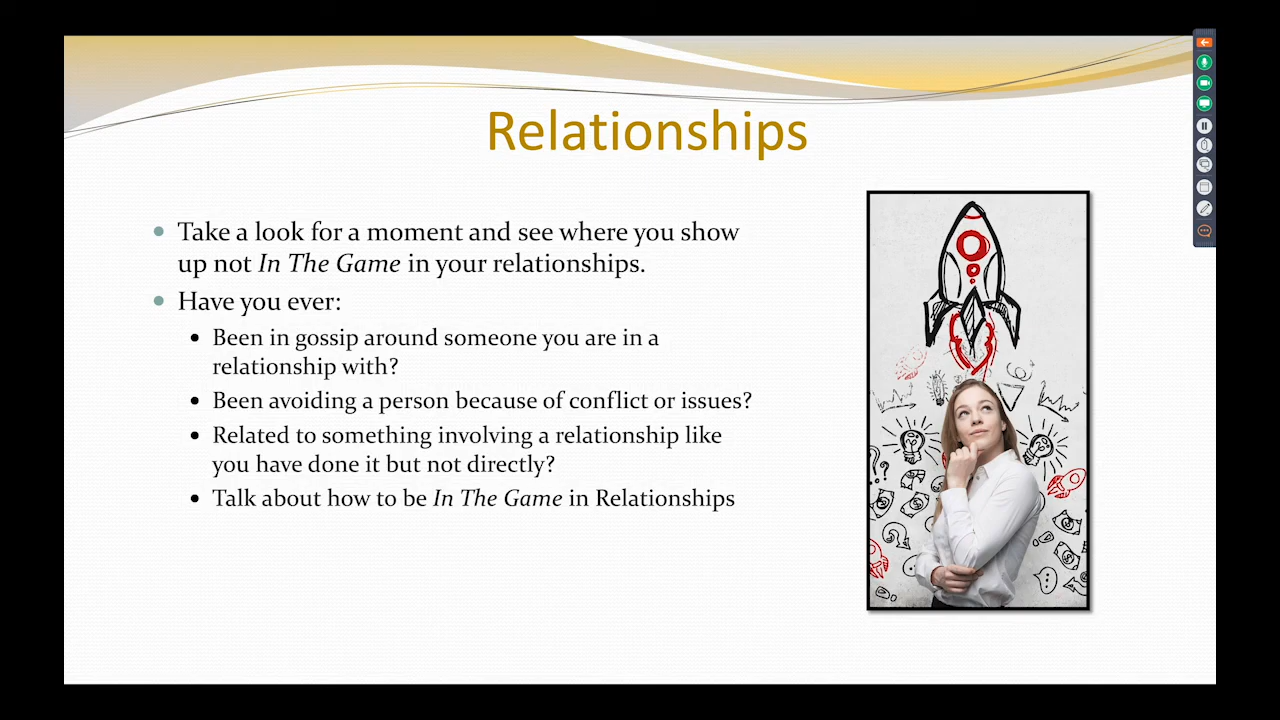 Relationships
• Take a look for a moment and see where you show
up not In The Game in your relationships.
• Have you ever:
• Been in gossip around someone you are in a
relationship with?
• Been avoiding a person because of conflict or issues?
• Related to something involving a relationship like
you have done it but not directly?
• Talk about how to be In The Game in Relationships